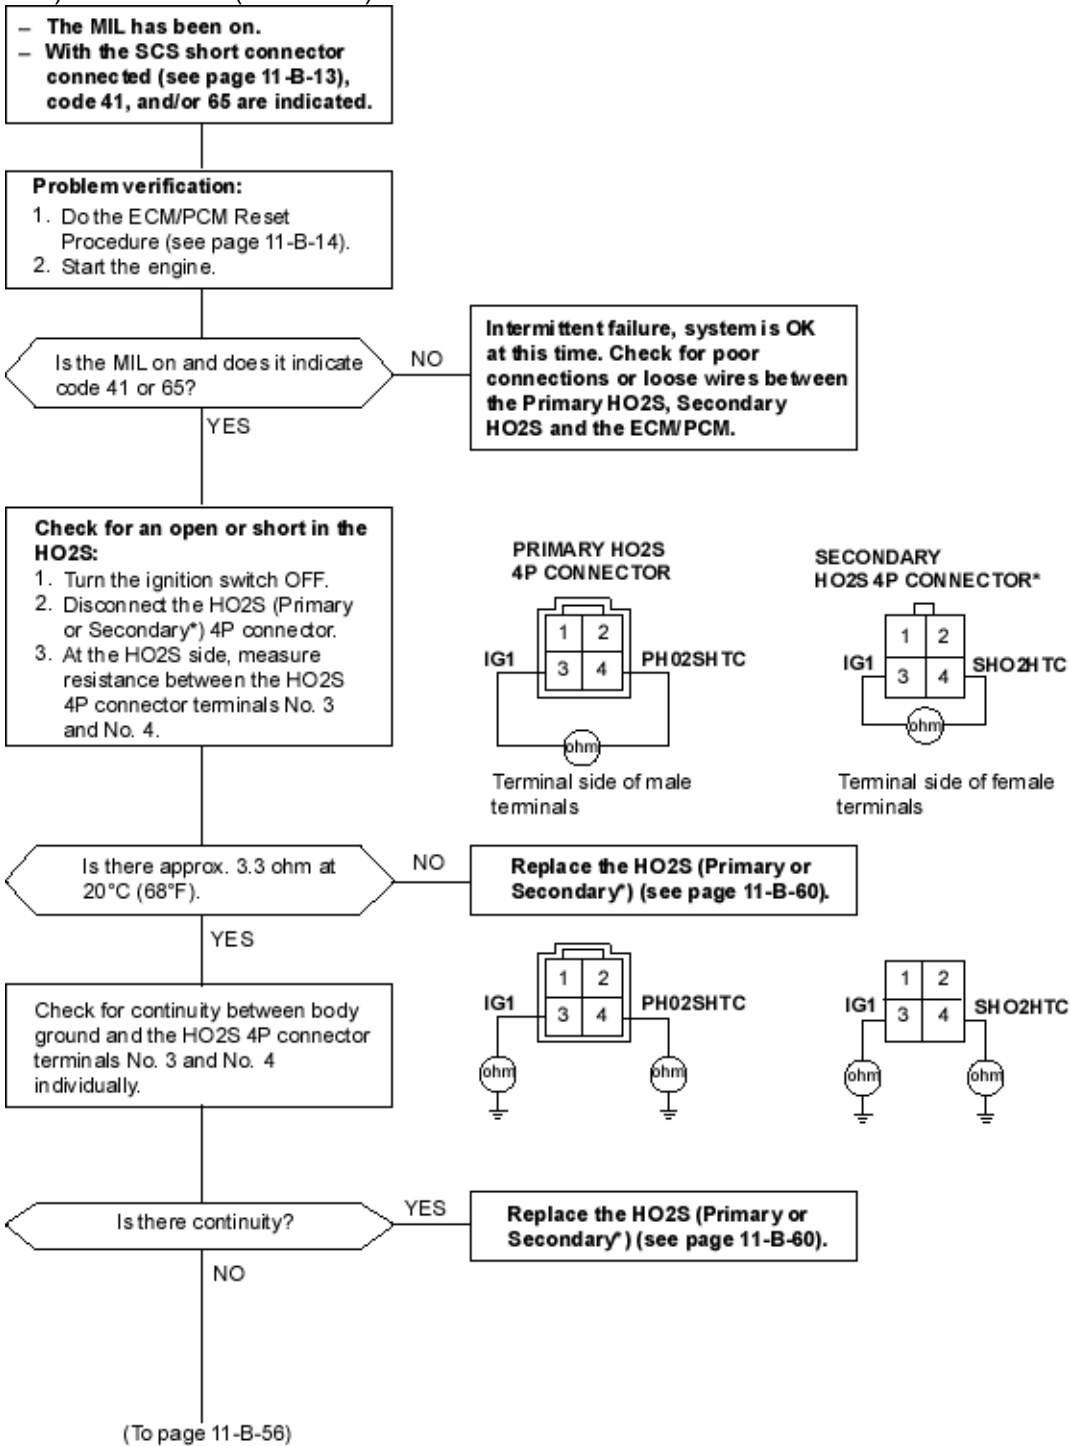 – The MIL has been on.
– With the SCS short connector
connected (see page 11-B-13),
code 41, and/or 65 are indicated.
Problem verification:
1. Do the ECM/PCM Reset
Procedure (see page 11-B-14).
2. Start the engine.
Is the MIL on and does it indicate
code 41 or 65?
NO
Intermittent failure, system is OK
at this time. Check for poor
connections or loose wires between
the Primary HO2S, Secondary
HO2S and the ECM/PCM.
YES
Check for an open or short in the
HO2S:
1. Turn the ignition switch OFF.
2. Disconnect the HO2S (Primary
or Secondary*) 4P connector.
3. At the HO2S side, measure
resistance between the HO2S
4P connector terminals No. 3
and No. 4.
PRIMARY HO2S
4P CONNECTOR
1 2
IG1 3 4 PH02SHTC
ohm
Terminal side of male
terminals
SECONDARY
HO2S 4P CONNECTOR*
1 2
IG1 3 4 SHO2HTC
ohm
Terminal side of female
terminals
Is there approx. 3.3 ohm at
20°C (68°F).
NO
Replace the HO2S (Primary or
Secondary*) (see page 11-B-60).
YES
Check for continuity between body
ground and the HO2S 4P connector
terminals No. 3 and No. 4
individually.
1 2
IG1 3 4 PH02SHTC
ohm ohm
1 2
IG1 3 4 SHO2HTC
ohm ohm
Is there continuity?
YES
Replace the HO2S (Primary or
Secondary*) (see page 11-B-60).
NO
(To page 11-B-56)